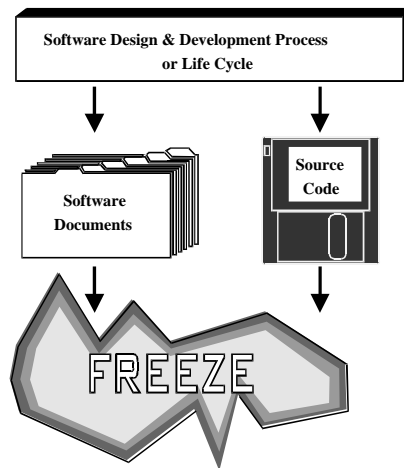 Software Design & Development Process
or Life Cycle
Software
Documents
Source
Code
FREEZE